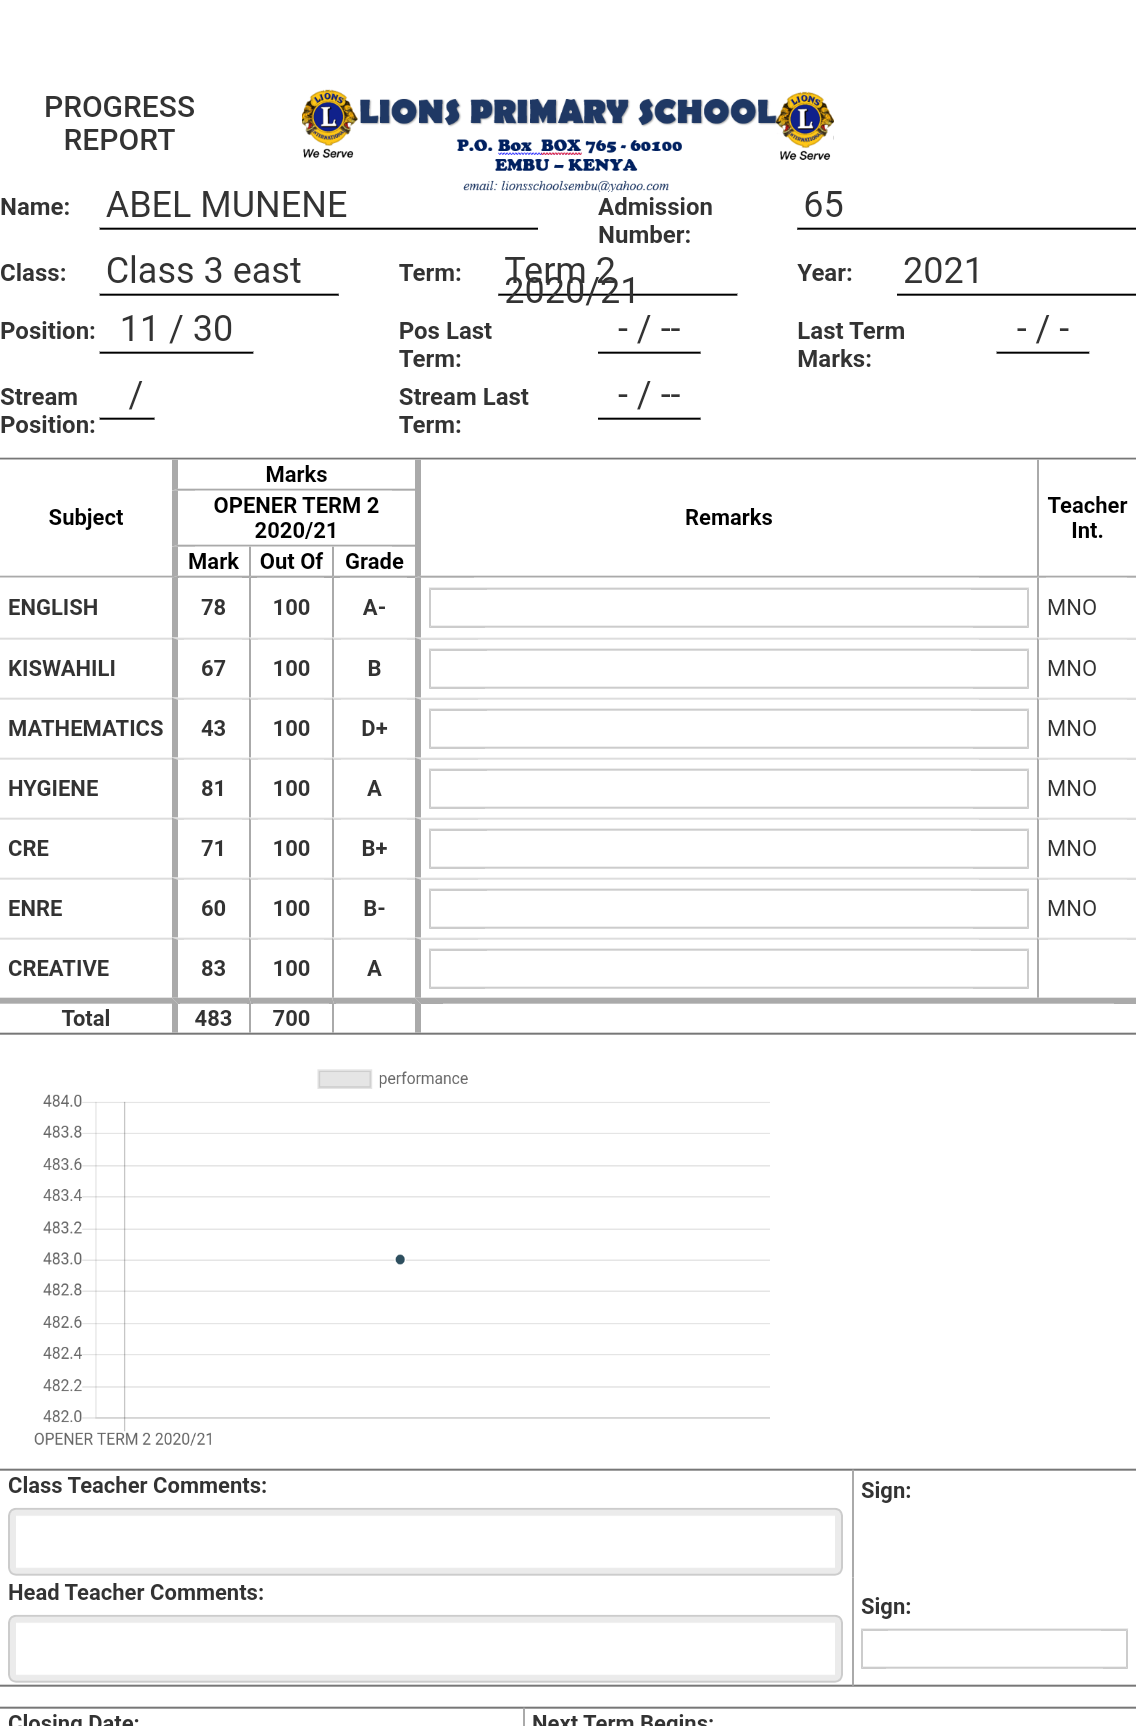 PROGRESS
REPORT
LIONS PRIMARY SCHOOL
P.O. Box BOX 765 - 60100
EMBU – KENYA
email: lionsschoolsembu@yahoo.com
LIONS
L
INTERNATIONAL
We Serve
LIONS
L
INTERNATIONAL
We Serve
Name: ABEL MUNENE Admission Number: 65
Class: Class 3 east Term: Term 2 2020/21 Year: 2021
Position: 11 / 30 Pos Last Term: - / -- Last Term Marks: - / -
Stream Position: / Stream Last Term: - / --
Subject Marks Remarks Teacher Int.
OPENER TERM 2 2020/21
Mark Out Of Grade
ENGLISH 78 100 A- MNO
KISWAHILI 67 100 B MNO
MATHEMATICS 43 100 D+ MNO
HYGIENE 81 100 A MNO
CRE 71 100 B+ MNO
ENRE 60 100 B- MNO
CREATIVE 83 100 A
Total 483 700
performance
484.0
483.8
483.6
483.4
483.2
483.0
482.8
482.6
482.4
482.2
482.0
OPENER TERM 2 2020/21
Class Teacher Comments: Sign:
Head Teacher Comments: Sign:
Closing Date: Next Term Begins: